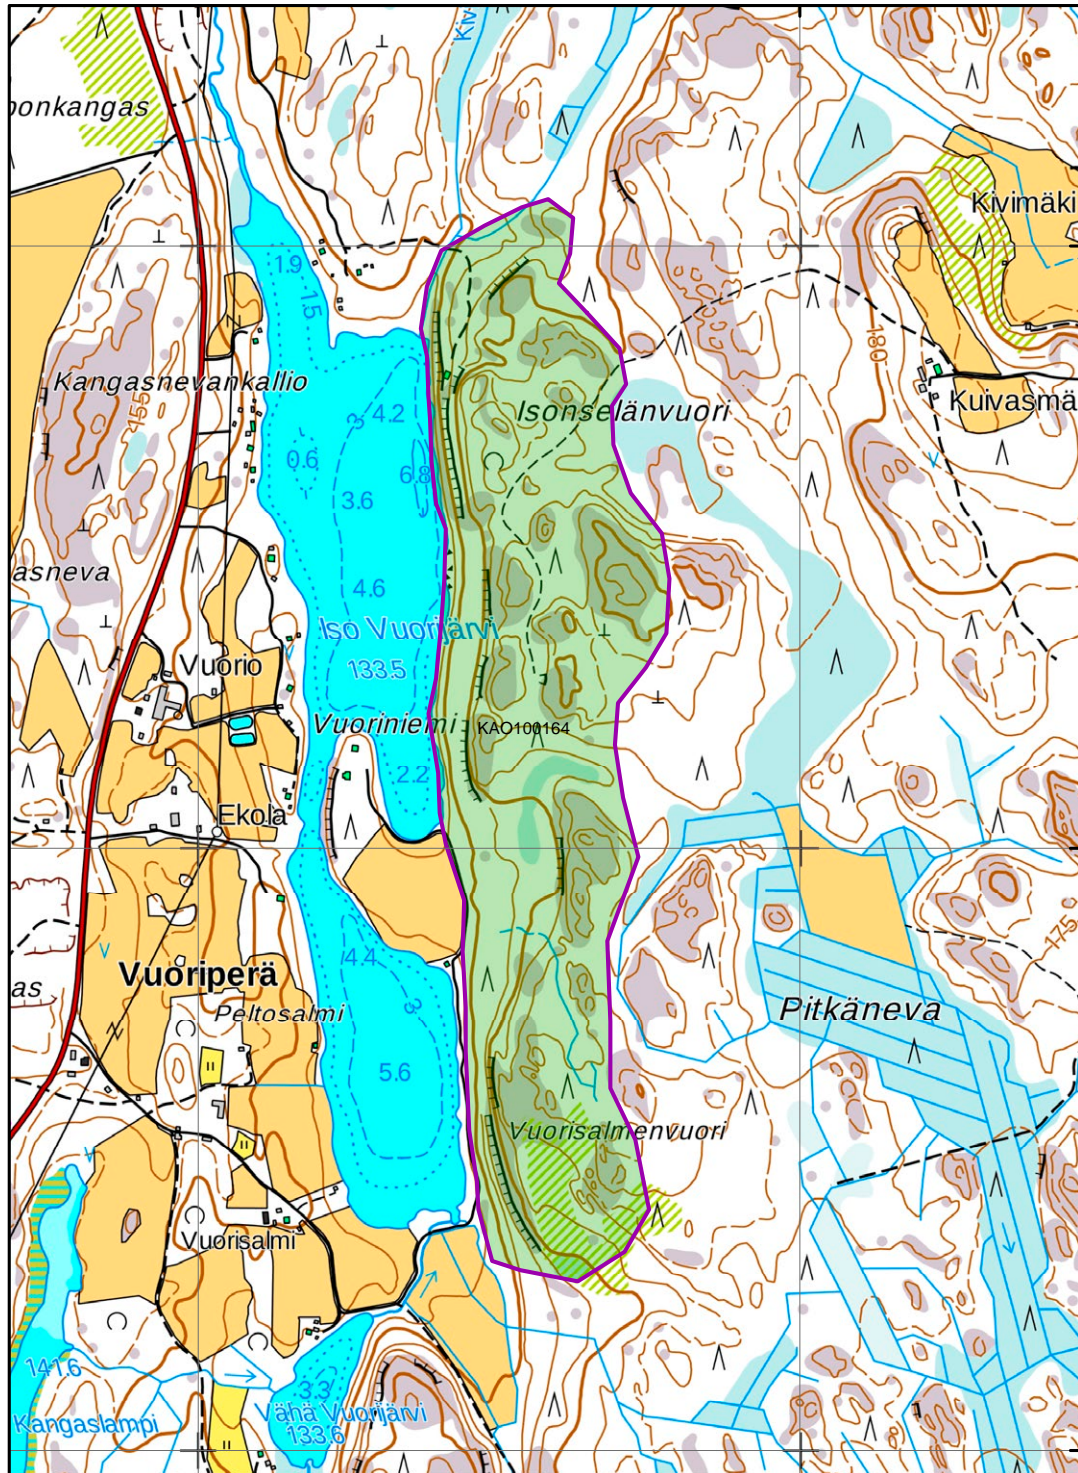 Kiv
onkangas
Kivimäki
1.9
1.5
180
Kangasnevankallio
155
4.2
3
Isonselänvuori
Kuivasmä
0.6
6.8
3.6
asneva
4.6
Iso Vuorijärvi
133.5
Vuorio
Vuoriniemi
KAO100164
2.2
Ekola
175
4.4
3
Vuoriperä
as
Peltosalmi
Pitkäneva
5.6
Vuorisalmenvuori
Vuorisalmi
141.6
3.3
Kangaslampi
Vähä Vuorijärvi
133.6